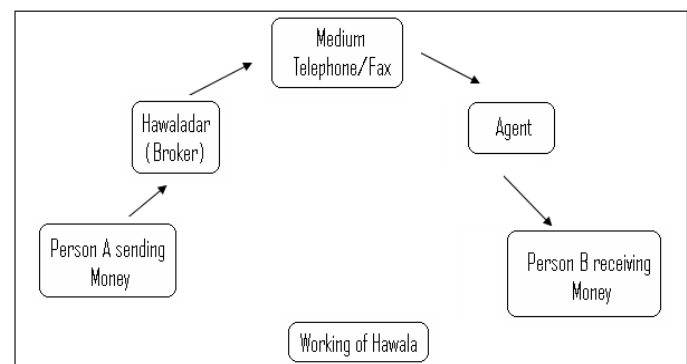 Medium
Telephone/Fax
Hawaladar
(Broker)
Agent
Person A sending
Money
Person B receiving
Money
Working of Hawala